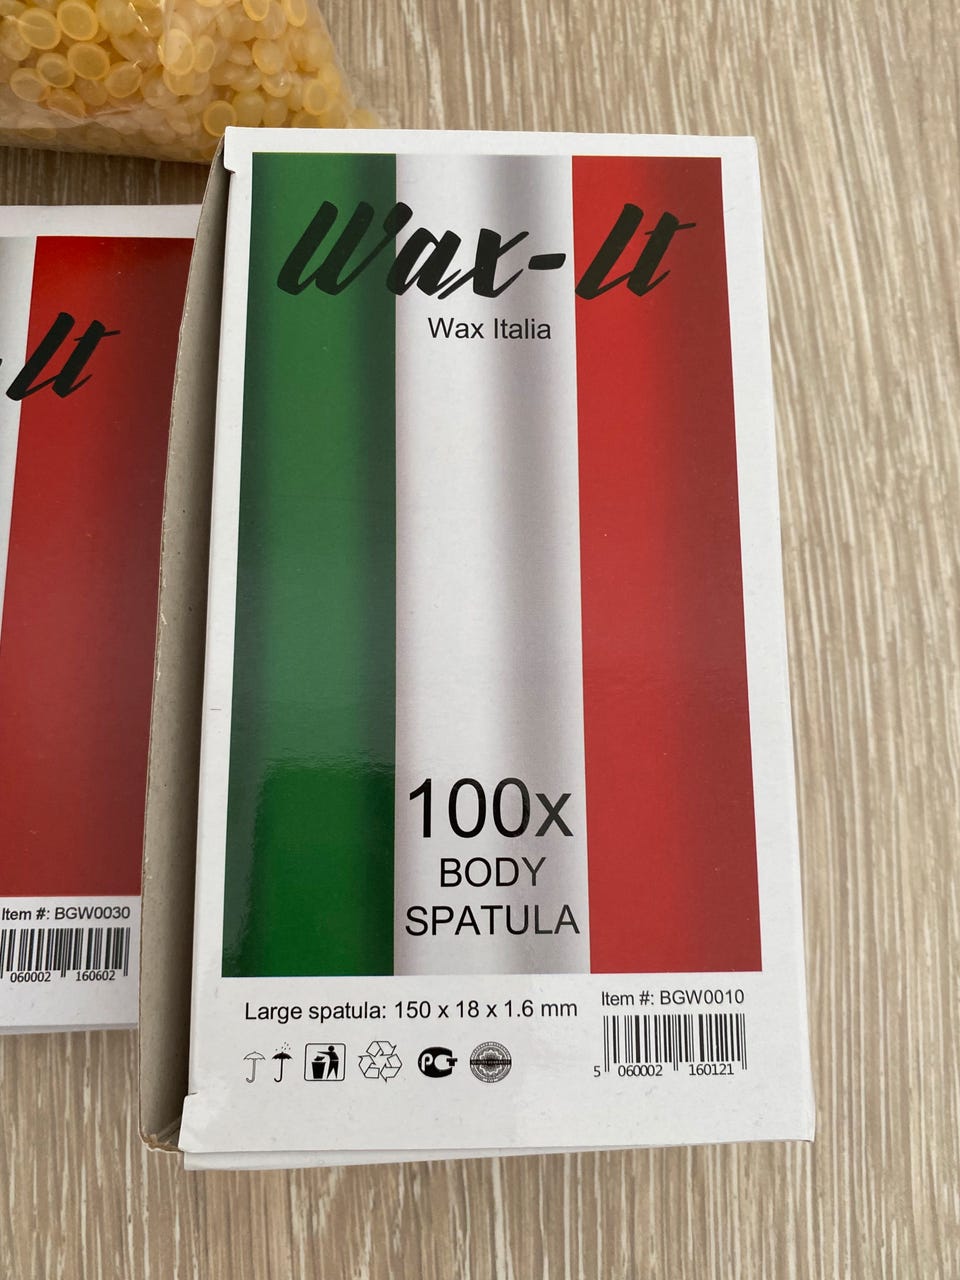 Wax-It
Wax Italia
100x
BODY
SPATULA
Large spatula: 150 x 18 x 1.6 mm
Item #: BGW0010
5 060002 160121
-It
Item #: BGW0030
060002 160602